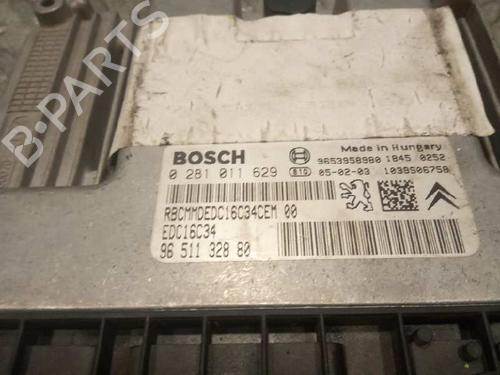 B-PARTS
BOSCH
Made in Hungary
0 281 011 629
9653958980 1845 0252
B10 05-02-03 1039S06758
RBCMMDEDC16C34CEM 00
EDC16C34
96 511 328 80